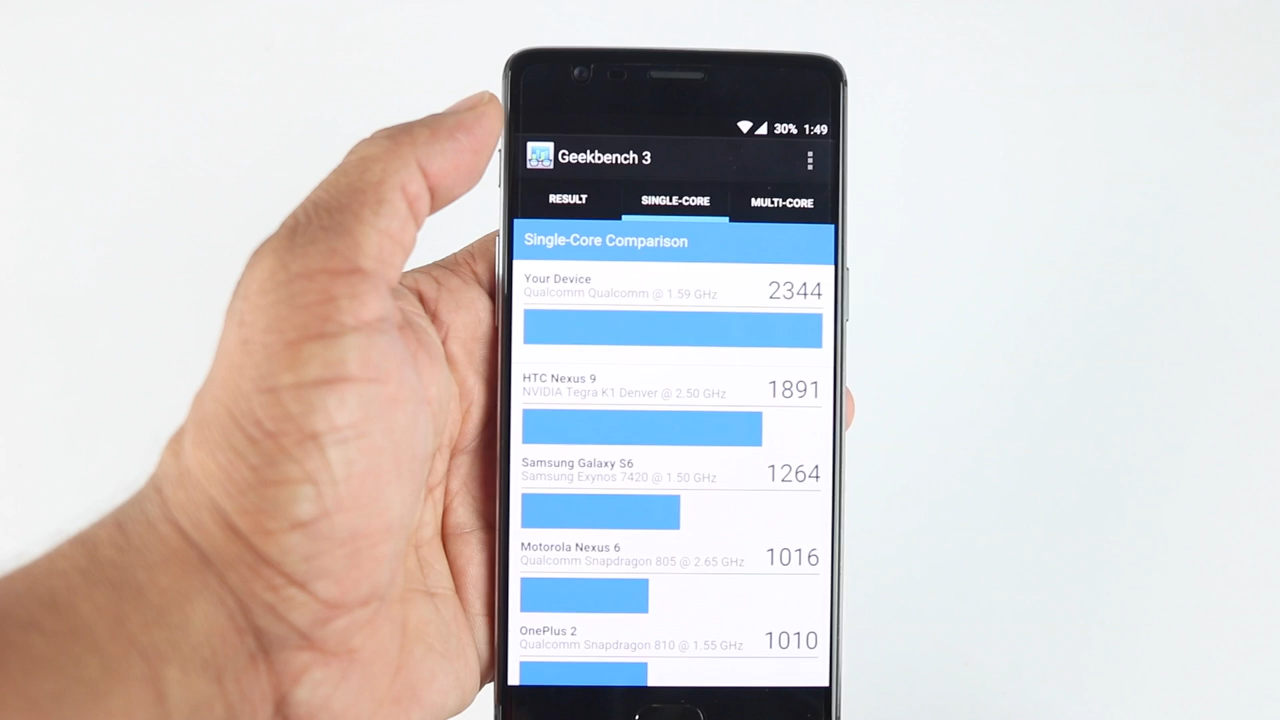 30% 1:49
Geekbench 3
RESULT SINGLE-CORE MULTI-CORE
Single-Core Comparison
Your Device
Qualcomm Qualcomm @ 1.59 GHz
2344
HTC Nexus 9
NVIDIA Tegra K1 Denver @ 2.50 GHz
1891
Samsung Galaxy S6
Samsung Exynos 7420 @ 1.50 GHz
1264
Motorola Nexus 6
Qualcomm Snapdragon 805 @ 2.65 GHz
1016
OnePlus 2
Qualcomm Snapdragon 810 @ 1.55 GHz
1010